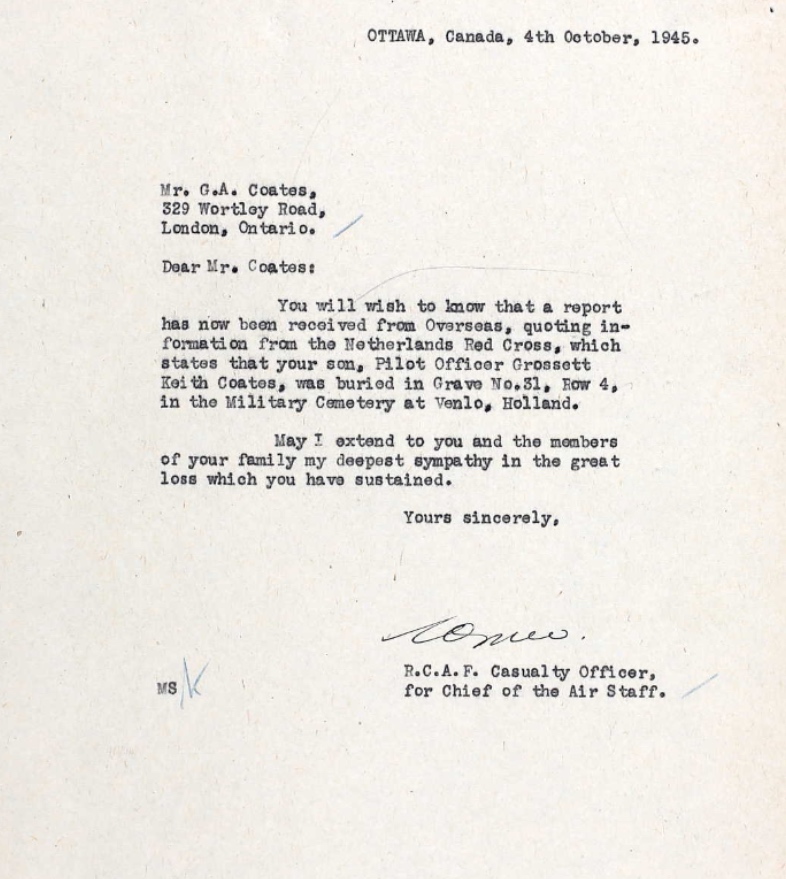 OTTAWA, Canada, 4th October, 1945.
Mr. G.A. Coates,
329 Wortley Road,
London, Ontario.
Dear Mr. Coates:
You will wish to know that a report
has now been received from Overseas, quoting in-
formation from the Netherlands Red Cross, which
states that your son, Pilot Officer Grossett
Keith Coates, was buried in Grave No.31, Row 4,
in the Military Cemetery at Venlo, Holland.
May I extend to you and the members
of your family my deepest sympathy in the great
loss which you have sustained.
Yours sincerely,
R.C.A.F. Casualty Officer,
for Chief of the Air Staff.
MS